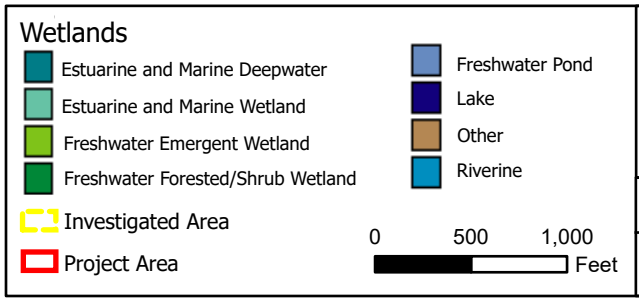 Wetlands
Estuarine and Marine Deepwater
Estuarine and Marine Wetland
Freshwater Emergent Wetland
Freshwater Forested/Shrub Wetland
Freshwater Pond
Lake
Other
Riverine
Investigated Area
Project Area
0 500 1,000
Feet